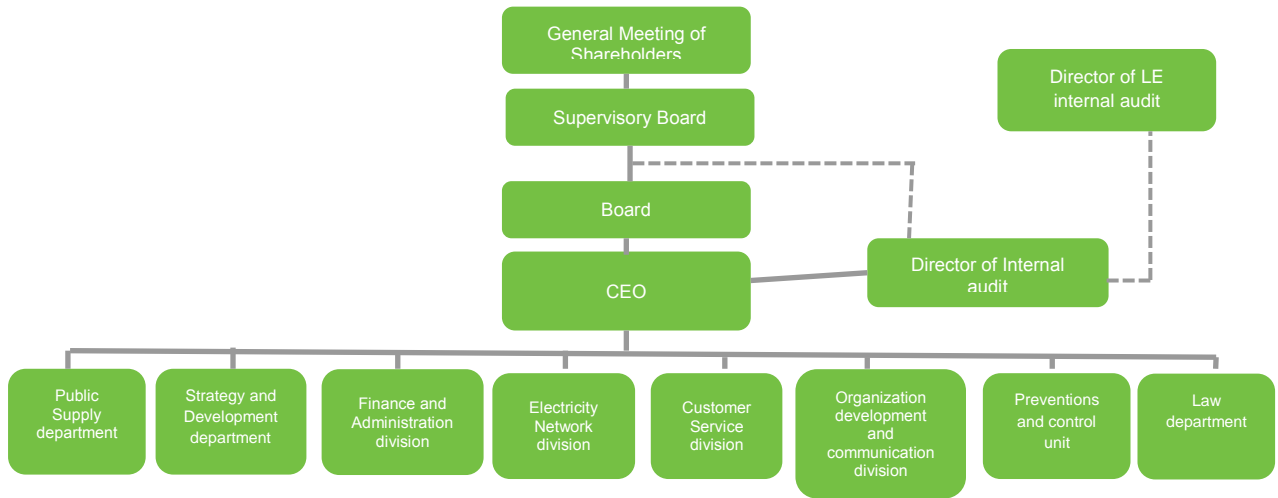 General Meeting of
Shareholders
Director of LE
internal audit
Supervisory Board
Board
Director of Internal
audit
CEO
Public
Supply
department
Strategy and
Development
department
Finance and
Administration
division
Electricity
Network
division
Customer
Service
division
Organization
development
and
communication
division
Preventions
and control
unit
Law
department